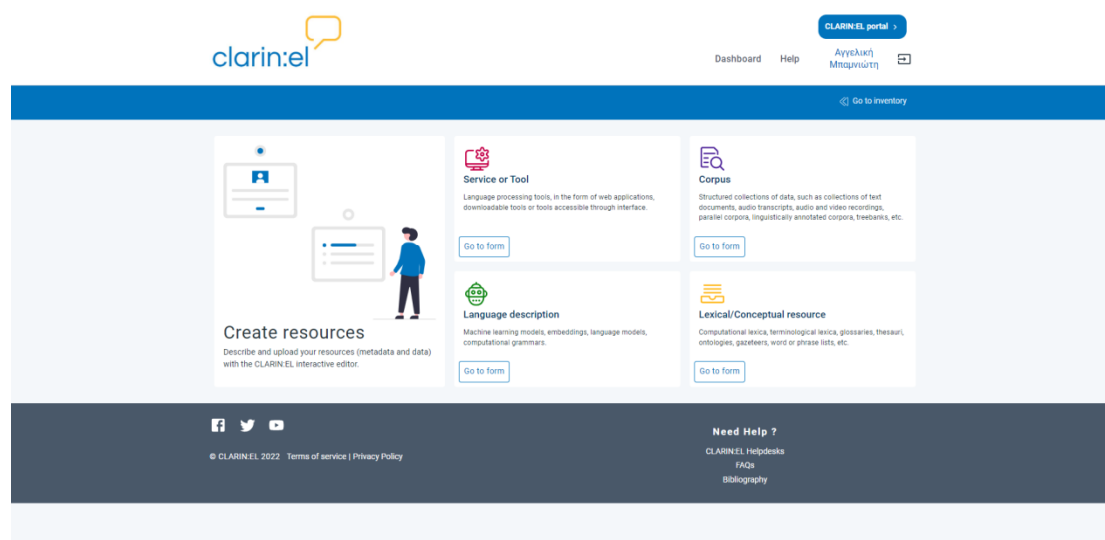 clarin:el
CLARIN:EL portal >
Dashboard Help Αγγελική
Μπαμνιώτη
Go to inventory
Create resources
Describe and upload your resources (metadata and data)
with the CLARIN:EL interactive editor.
Service or Tool
Language processing tools, in the form of web applications,
downloadable tools or tools accessible through interface.
Go to form
Corpus
Structured collections of data, such as collections of text
documents, audio transcripts, audio and video recordings,
parallel corpora, linguistically annotated corpora, treebanks, etc.
Go to form
Language description
Machine learning models, embeddings, language models,
computational grammars.
Go to form
Lexical/Conceptual resource
Computational lexica, terminological lexica, glossaries, thesauri,
ontologies, gazeteers, word or phrase lists, etc.
Go to form
© CLARIN:EL 2022 Terms of service | Privacy Policy
Need Help ?
CLARIN:EL Helpdesks
FAQs
Bibliography